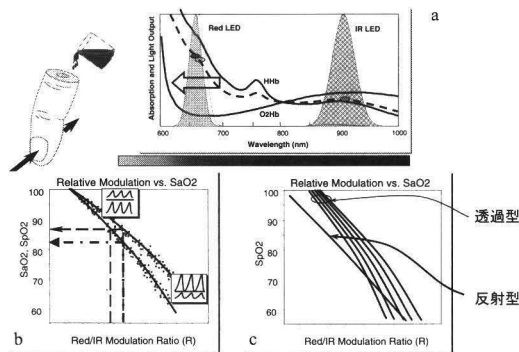 a
Red LED
IR LED
Absorption and Light Output
HHb
O2Hb
600
700
800
900
1000
Wavelength (nm)
Relative Modulation vs. SaO2
100
90
80
70
60
SaO2, SpO2
b
Red/IR Modulation Ratio (R)
Relative Modulation vs. SaO2
100
90
80
70
60
SpO2
c
Red/IR Modulation Ratio (R)
透過型
反射型